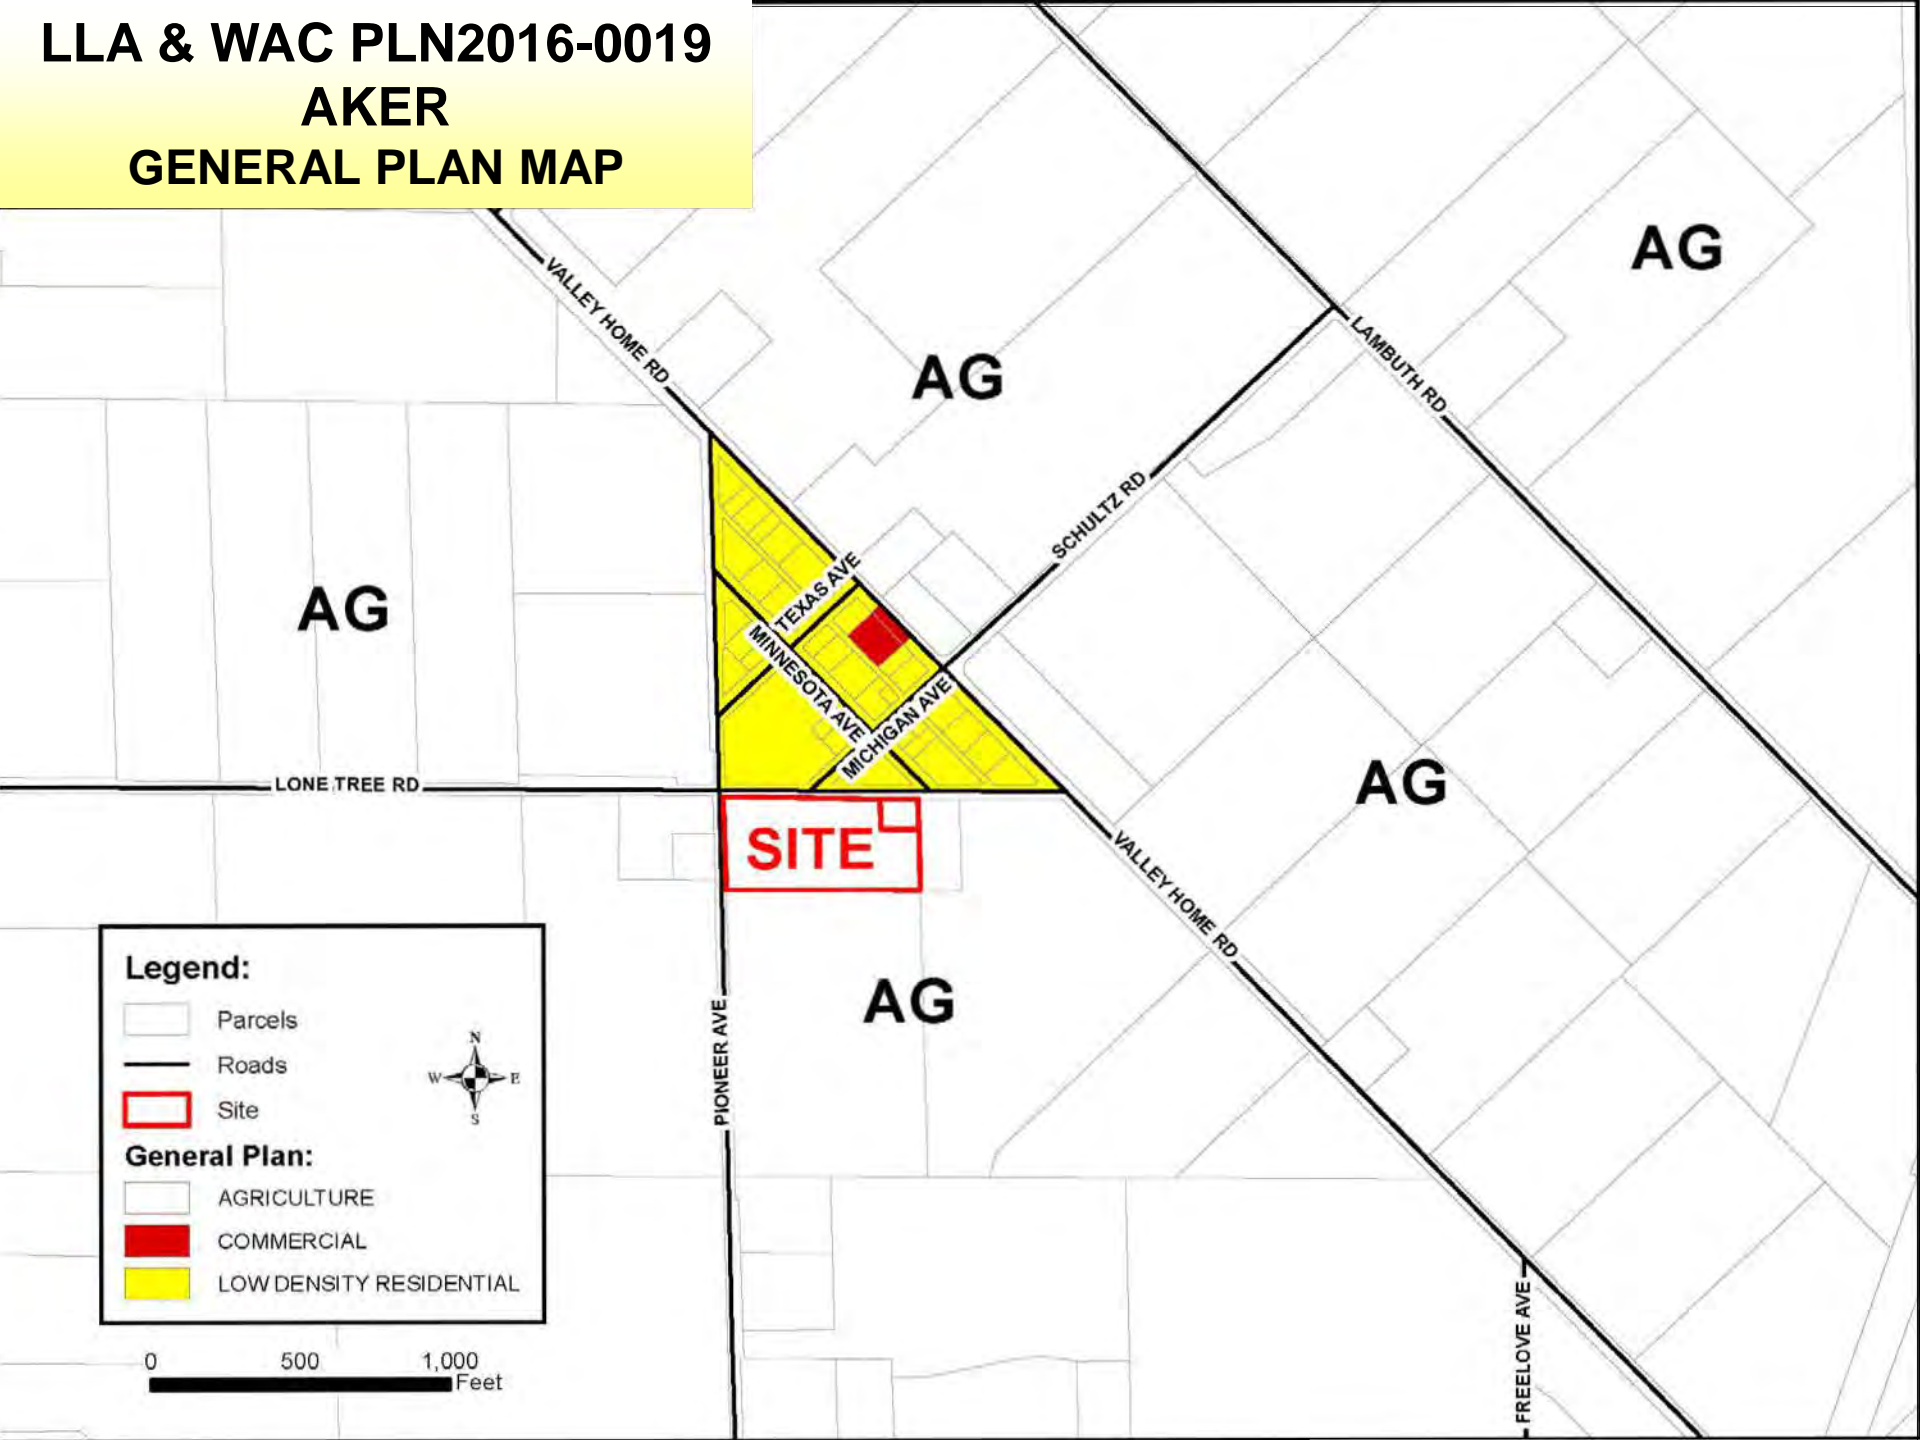 LLA & WAC PLN2016-0019
AKER
GENERAL PLAN MAP
AG
VALLEY HOME RD
AG
LAMBUTH RD
SCHULTZ RD
TEXAS AVE
AG
MINNESOTA AVE
MICHIGAN AVE
LONE TREE RD
AG
SITE
VALLEY HOME RD
AG
PIONEER AVE
Legend:
Parcels
Roads
Site
N
W E
S
General Plan:
AGRICULTURE
COMMERCIAL
LOW DENSITY RESIDENTIAL
0 500 1,000
Feet
FREELOVE AVE